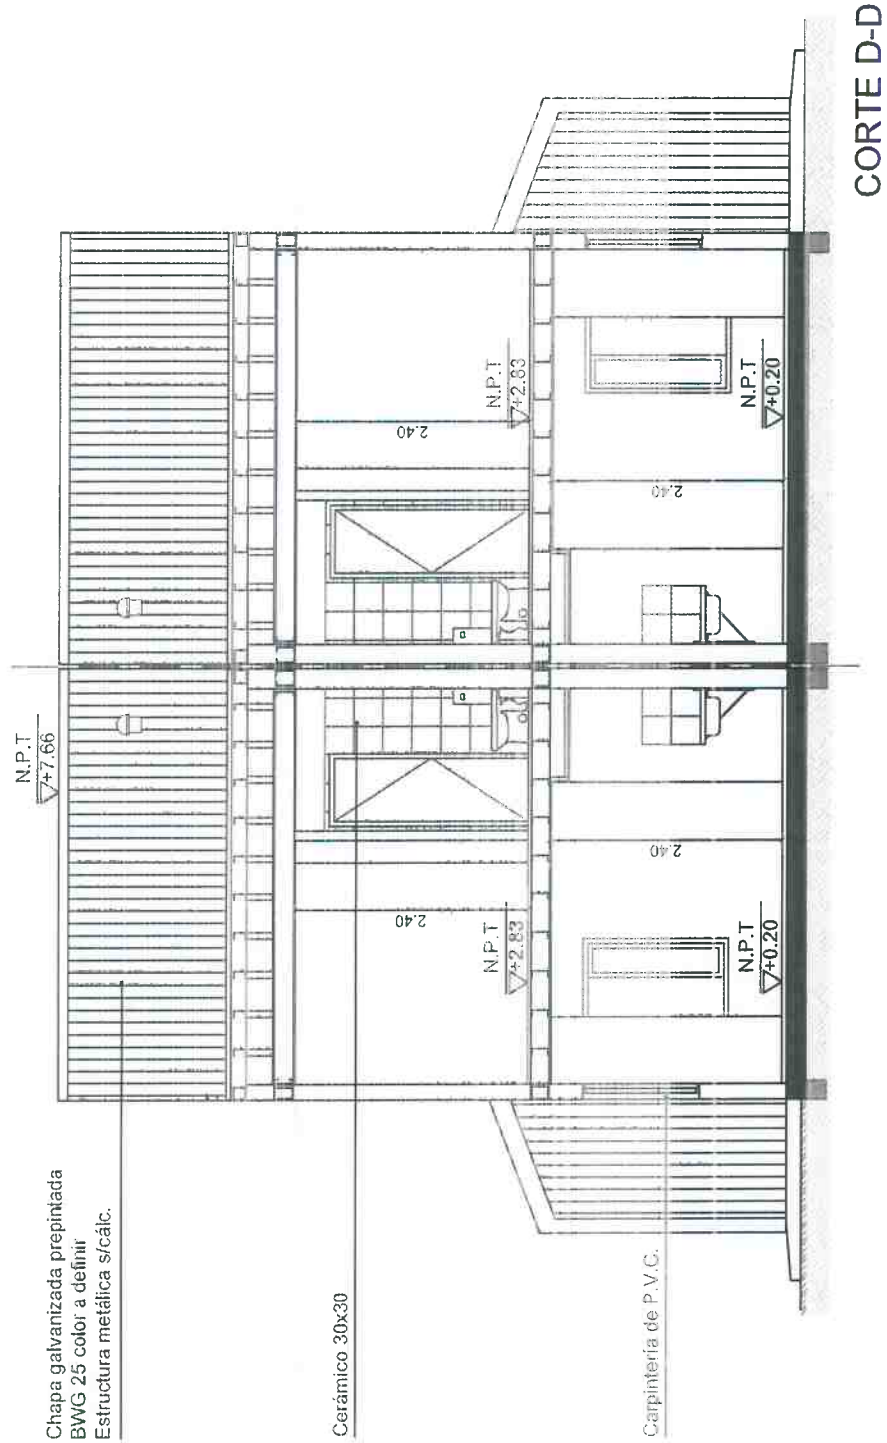 Chapa galvanizada prepintada
BWG 25 color a definir
Estructura metálica s/cálc.
N.P.T
+7.66
Cerámico 30x30
2.40
N.P.T
+2.83
2.40
N.P.T
+2.83
Carpintería de P.V.C.
2.40
N.P.T
+0.20
2.40
N.P.T
+0.20
CORTE D-D